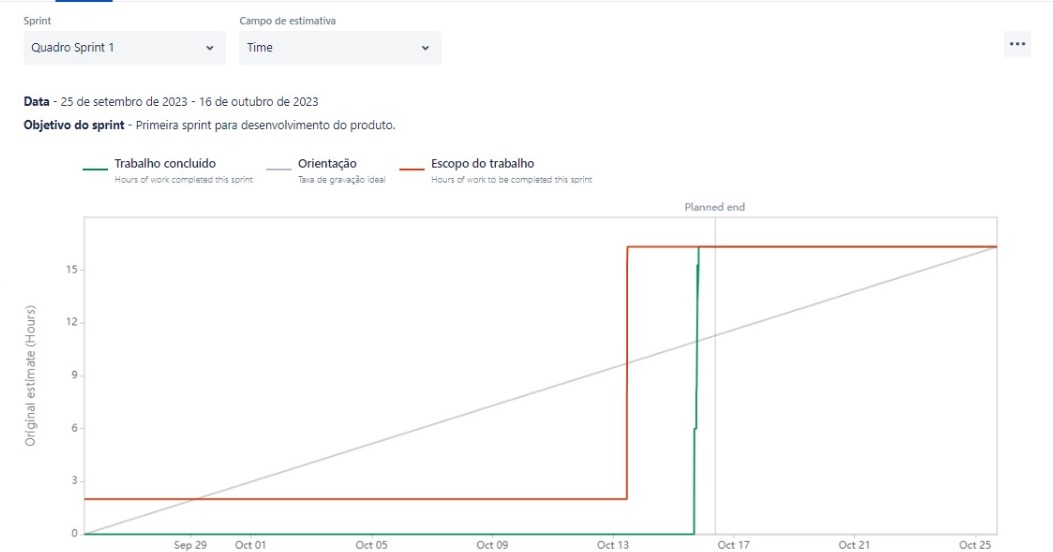 Sprint Campo de estimativa
Quadro Sprint 1 Time
Data - 25 de setembro de 2023 - 16 de outubro de 2023
Objetivo do sprint - Primeira sprint para desenvolvimento do produto.
Trabalho concluído Orientação Escopo do trabalho
Hours of work completed this sprint Taxa de gravação ideal Hours of work to be completed this sprint
Planned end
Original estimate (Hours)
15
12
9
6
3
0
Sep 29 Oct 01 Oct 05 Oct 09 Oct 13 Oct 17 Oct 21 Oct 25